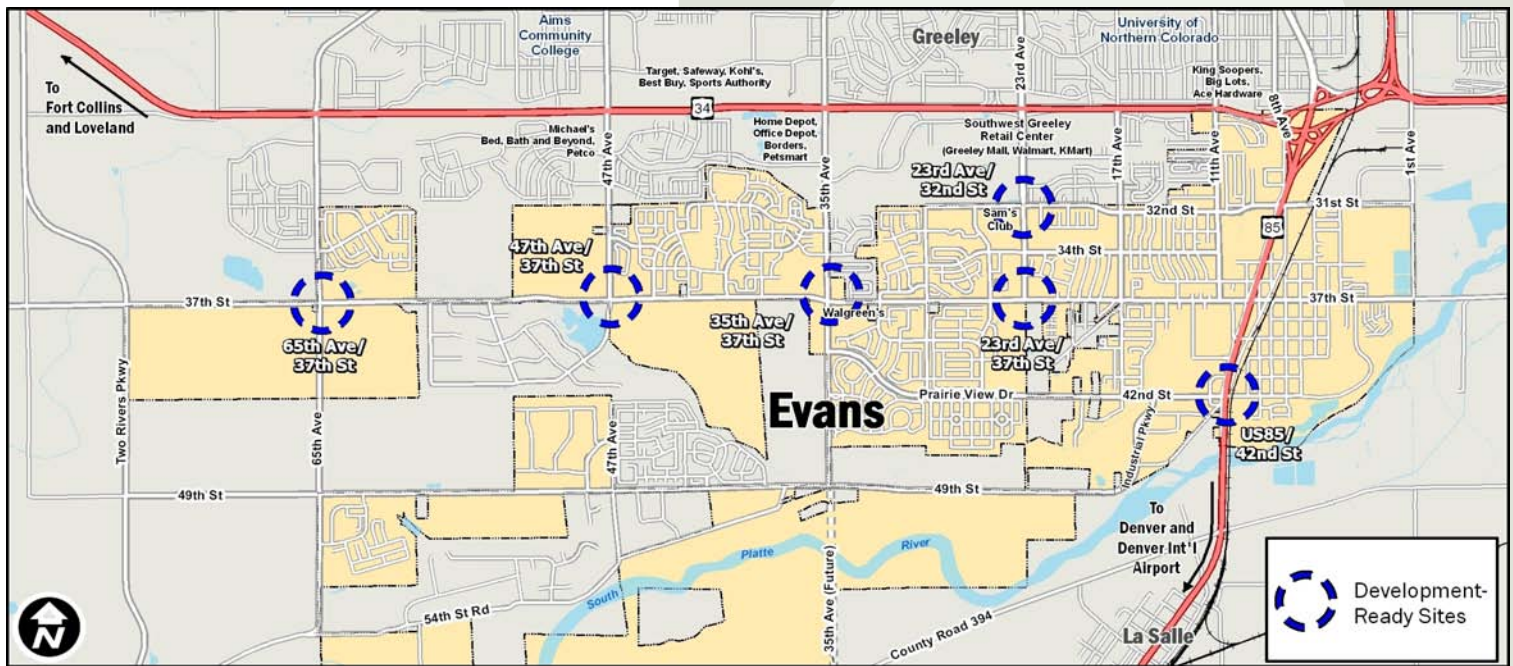 Aims
Community
College
Greeley
University of
Northern Colorado
23rd Ave
To
Fort Collins
and Loveland
Target, Safeway, Kohl's,
Best Buy, Sports Authority
34
King Soopers,
Big Lots,
Ace Hardware
8th Ave
Michael's
Bed, Bath and Beyond,
Petco
47th Ave
Home Depot,
Office Depot,
Borders,
Petsmart
35th Ave
Southwest Greeley
Retail Center
(Greeley Mall, Walmart, KMart)
17th Ave
11th Ave
1st Ave
23rd Ave/
32nd St
Sam's
Club
32nd St
31st St
85
34th St
47th Ave/
37th St
37th St
37th St
65th Ave/
37th St
35th Ave/
37th St
Walgreen's
23rd Ave/
37th St
Two Rivers Pkwy
65th Ave
47th Ave
Evans
Prairie View Dr
42nd St
Industrial Pkwy
US85/
42nd St
49th St
49th St
To
Denver and
Denver Int'l
Airport
South Platte River
35th Ave (Future)
54th St Rd
County Road 394
La Salle
N
Development-
Ready Sites